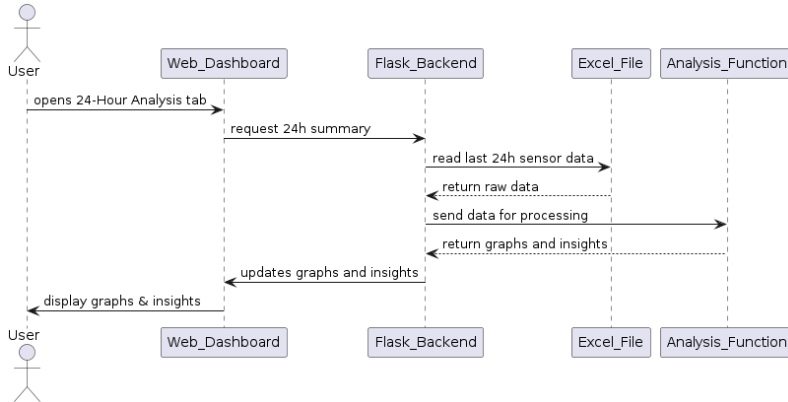 User
Web_Dashboard
Flask_Backend
Excel_File
Analysis_Function
opens 24-Hour Analysis tab
request 24h summary
read last 24h sensor data
return raw data
send data for processing
return graphs and insights
updates graphs and insights
display graphs & insights
User
Web_Dashboard
Flask_Backend
Excel_File
Analysis_Function